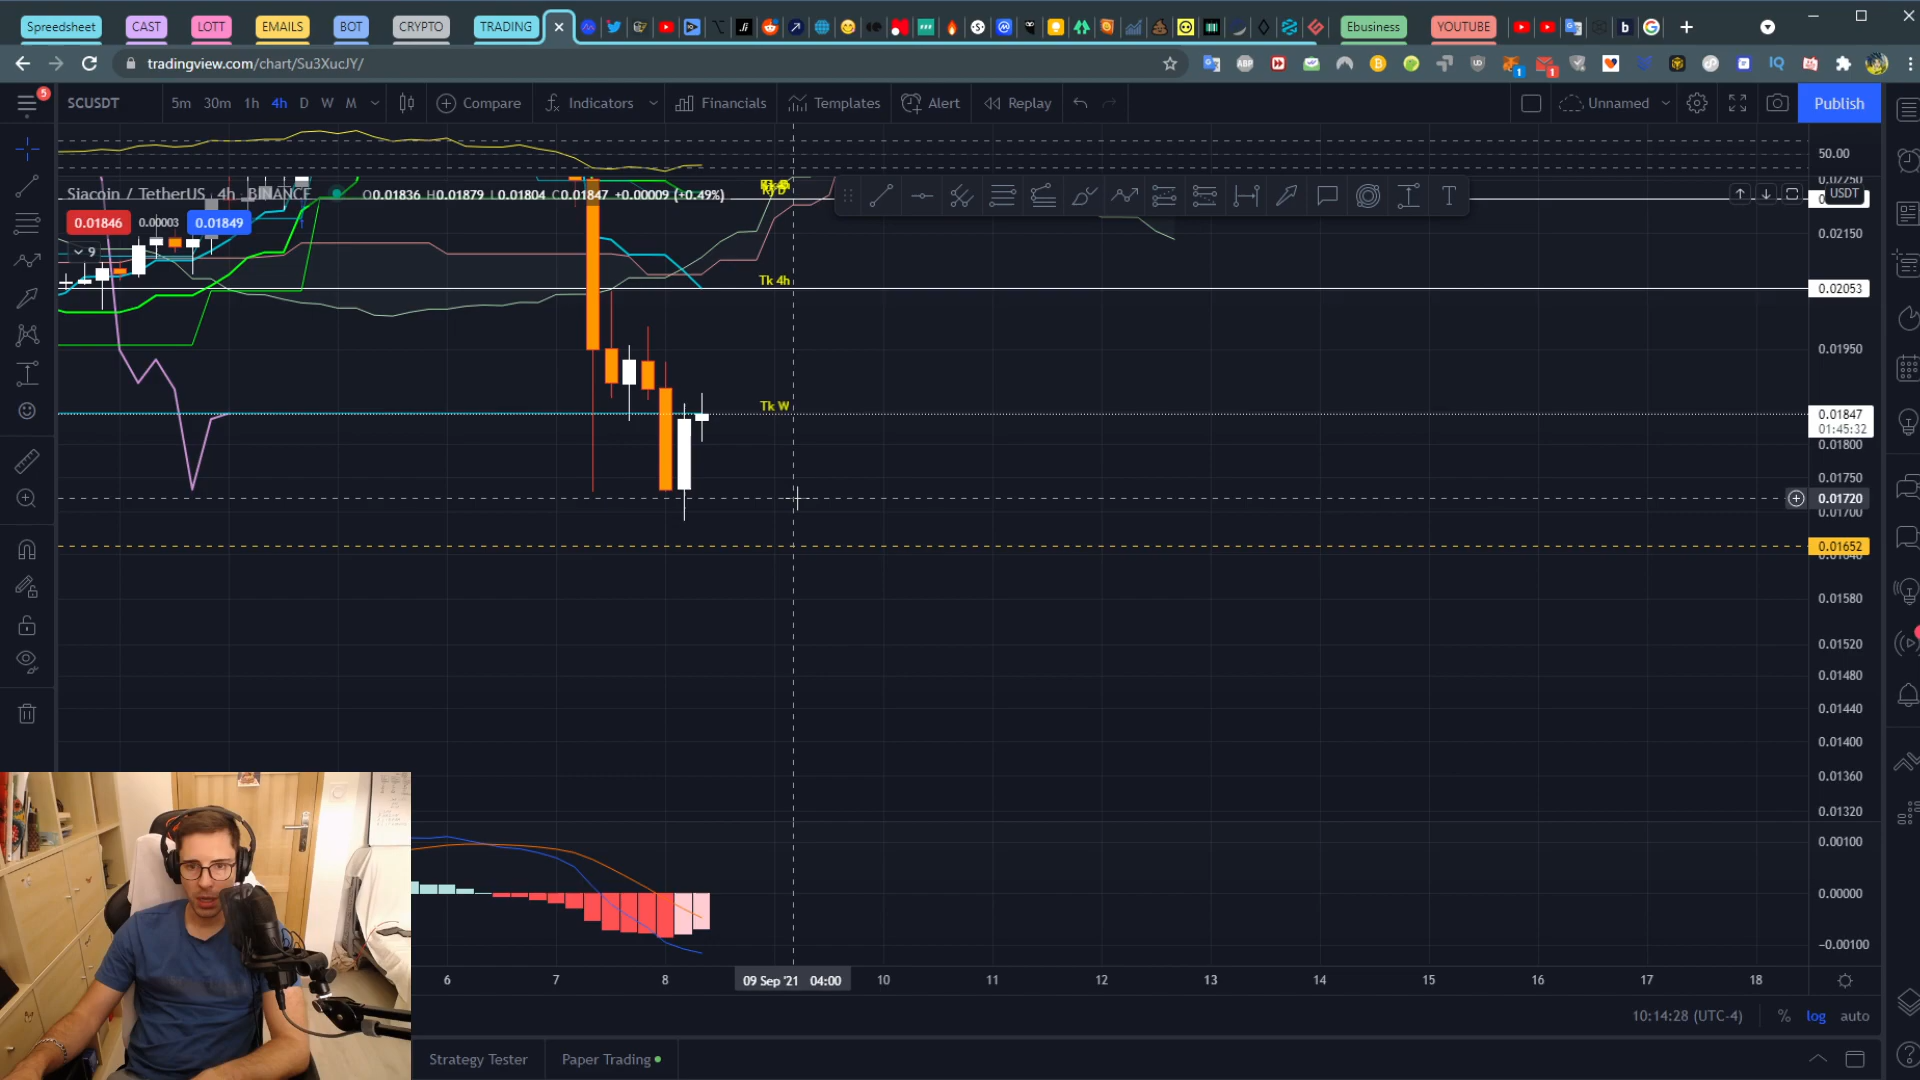 Spreedsheet CAST LOTT EMAILS BOT CRYPTO TRADING Ebusiness YOUTUBE
tradingview.com/chart/Su3XucJY/
SCUSDT 5m 30m 1h 4h D W M Compare Indicators Financials Templates Alert Replay Unnamed Publish
5
50.00
Siacoin / TetherUS 4h BINANCE O0.01836 H0.01879 L0.01804 C0.01847 +0.00009 (+0.49%)
USDT
0.01846 0.00003 0.01849
0.02150
9
Tk 4h
0.02053
0.01950
Tk W
0.01847
01:45:32
0.01800
0.01750
0.01720
0.01700
0.01652
0.01580
0.01520
0.01480
0.01440
0.01400
0.01360
0.01320
0.00100
0.00000
−0.00100
6 7 8 09 Sep '21 04:00 10 11 12 13 14 15 16 17 18
10:14:28 (UTC-4) % log auto
Strategy Tester Paper Trading